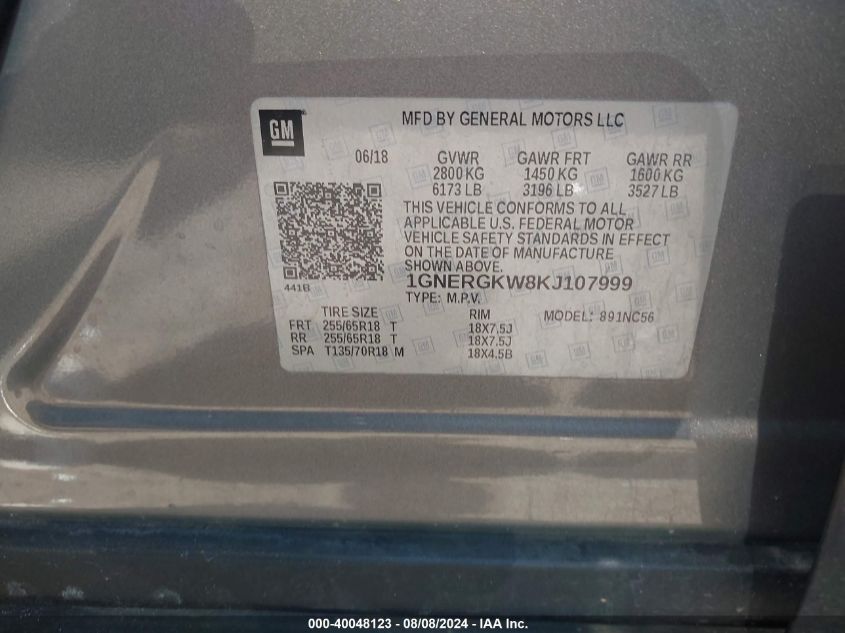 GM
MFD BY GENERAL MOTORS LLC
06/18 GVWR GAWR FRT GAWR RR
2800 KG 1450 KG 1600 KG
6173 LB 3196 LB 3527 LB
THIS VEHICLE CONFORMS TO ALL
APPLICABLE U.S. FEDERAL MOTOR
VEHICLE SAFETY STANDARDS IN EFFECT
ON THE DATE OF MANUFACTURE
SHOWN ABOVE.
441B
1GNERGKW8KJ107999
TYPE: M.P.V.
TIRE SIZE RIM MODEL: 891NC56
FRT 255/65R18 T 18X7.5J
RR 255/65R18 T 18X7.5J
SPA T135/70R18 M 18X4.5B
000-40048123 - 08/08/2024 - IAA Inc.